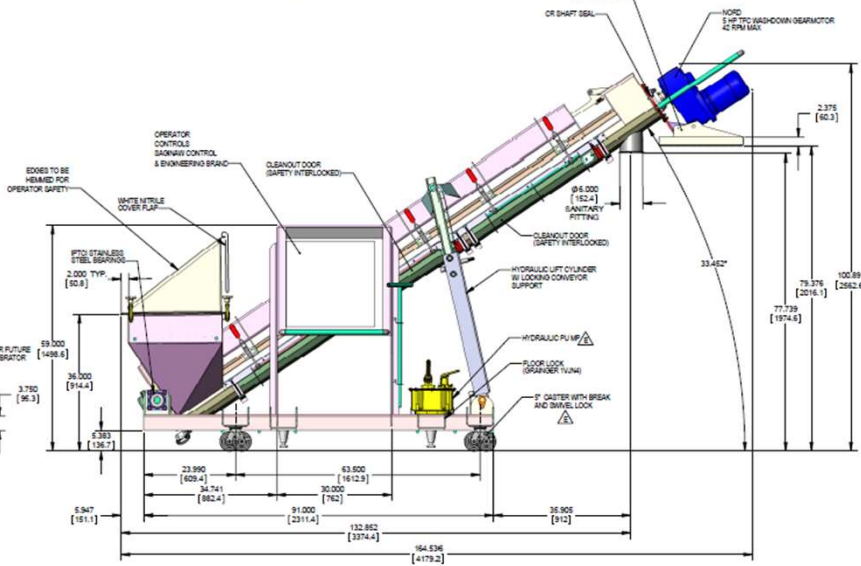 CR SHAFT SEAL
NORD
5 HP TFC WASHDOWN GEARMOTOR
42 RPM MAX
2.375
[60.3]
OPERATOR
CONTROLS
SAGINAW CONTROL
& ENGINEERING BRAND
CLEANOUT DOOR
(SAFETY INTERLOCKED)
EDGES TO BE
HEMMED FOR
OPERATOR SAFETY
WHITE NITRILE
COVER FLAP
Ø6.000
[152.4]
SANITARY
FITTING
CLEANOUT DOOR
(SAFETY INTERLOCKED)
IPTCI STAINLESS
STEEL BEARINGS
2.000 TYP.
[50.8]
33.452°
HYDRAULIC LIFT CYLINDER
W/ LOCKING CONVEYOR
SUPPORT
100.89
[2562.6
79.376
[2016.1]
77.739
[1974.6]
59.000
[1498.6]
36.000
[914.4]
R FUTURE
3.750
[95.3]
HYDRAULIC PUMP E
FLOOR LOCK
(GRAINGER 1VJN4)
5" CASTER WITH BREAK
AND SWIVEL LOCK
E
5.383
[136.7]
23.990
[609.4]
63.500
[1612.9]
34.741
[882.4]
30.000
[762]
5.947
[151.1]
91.000
[2311.4]
35.905
[912]
132.852
[3374.4]
164.536
[4179.2]